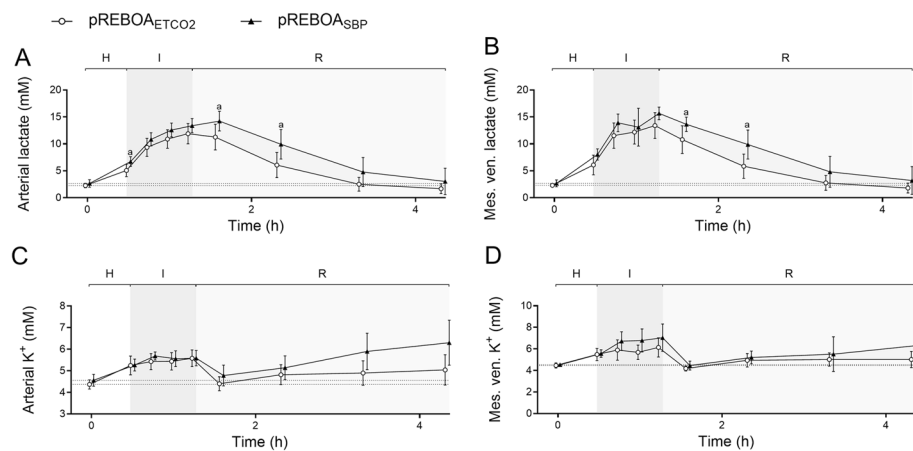 pREBOA_ETCO2 pREBOA_SBP
A
H I R
Arterial lactate (mM)
20
15
10
5
0
a a a
0 2 4
Time (h)
B
H I R
Mes. ven. lactate (mM)
20
15
10
5
0
a a
0 2 4
Time (h)
C
H I R
Arterial K⁺ (mM)
8
7
6
5
4
3
0 2 4
Time (h)
D
H I R
Mes. ven. K⁺ (mM)
10
8
6
4
2
0
0 2 4
Time (h)